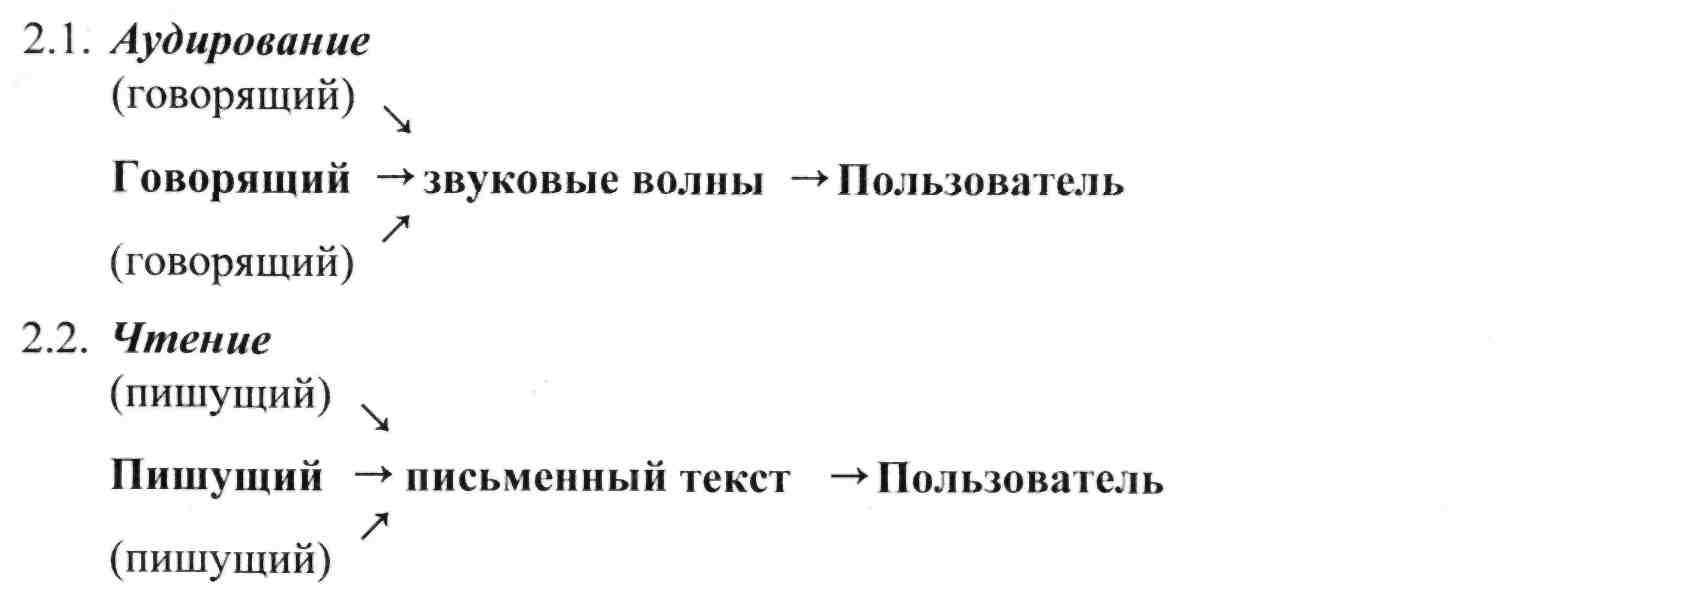 2.1. Аудирование
(говорящий) ↘
Говорящий → звуковые волны → Пользователь
↗
(говорящий)
2.2. Чтение
(пишущий) ↘
Пишущий → письменный текст → Пользователь
↗
(пишущий)